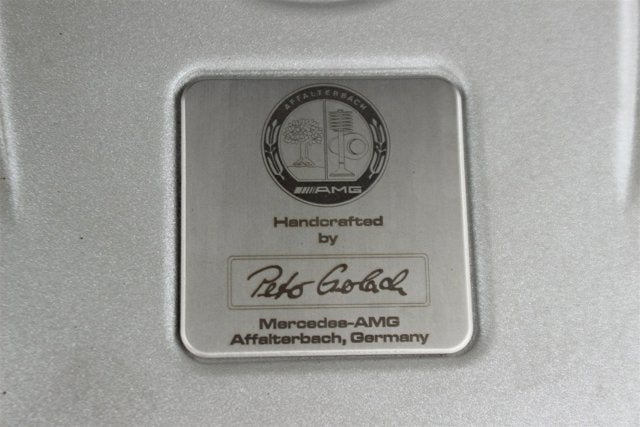 AFFALTERBACH
AMG
Handcrafted
by
Mercedes-AMG
Affalterbach, Germany